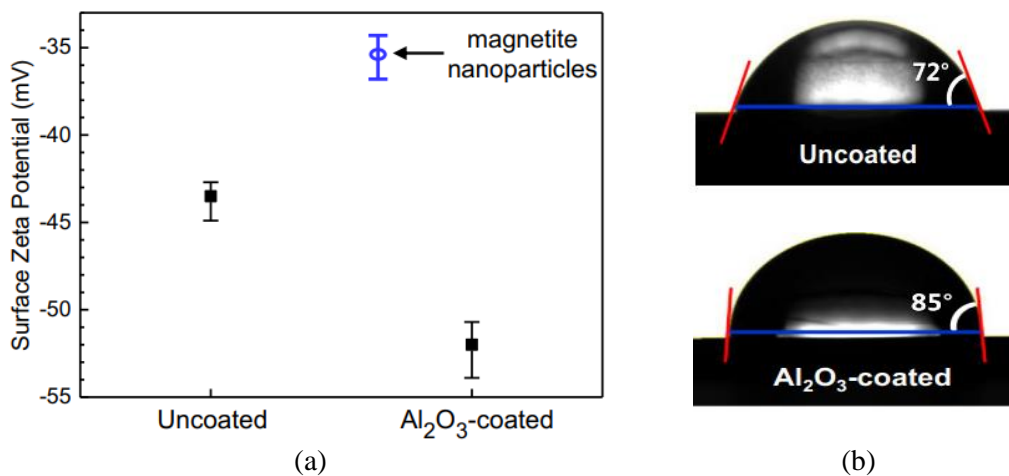 Surface Zeta Potential (mV)
-35
-40
-45
-50
-55
magnetite
nanoparticles
Uncoated
Al₂O₃-coated
(a)
72°
Uncoated
85°
Al₂O₃-coated
(b)